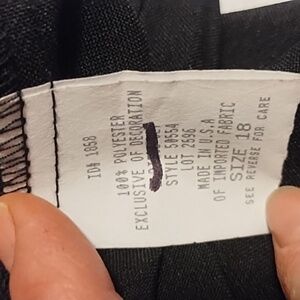 ID# 1858
100% POLYESTER
EXCLUSIVE OF DECORATION
STYLE 50554
LOT 2596
MADE IN U.S.A
OF IMPORTED FABRIC
SIZE 18
SEE REVERSE FOR CARE